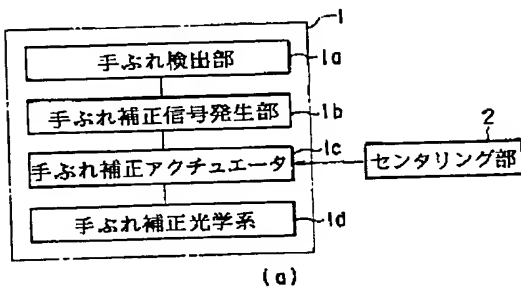 1
手ぶれ検出部 1a
手ぶれ補正信号発生部 1b
手ぶれ補正アクチュエータ 1c
2
センタリング部
手ぶれ補正光学系 1d
(a)